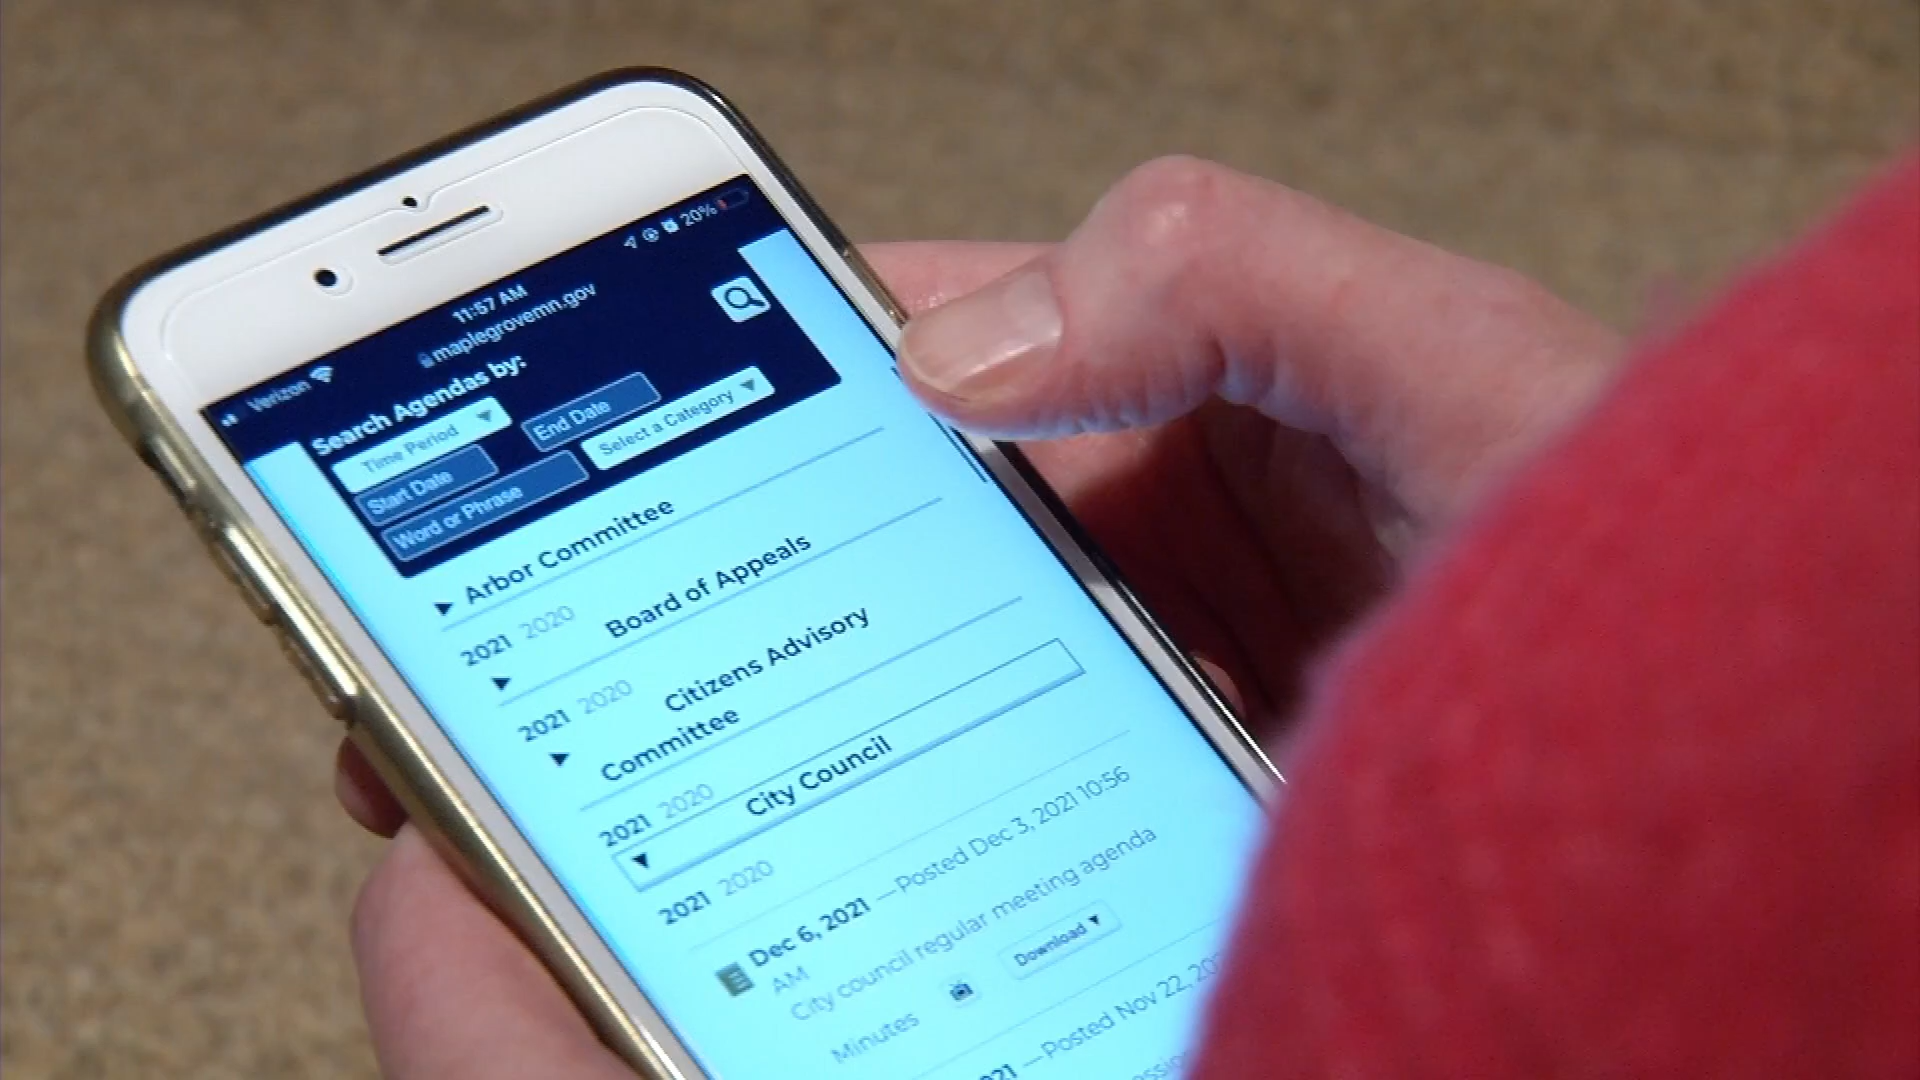 Verizon
11:57 AM
20%
maplegrovemn.gov
Search Agendas by:
Time Period
Start Date
End Date
Word or Phrase
Select a Category
Arbor Committee
2021 2020
Board of Appeals
2021 2020
Citizens Advisory
Committee
2021 2020
City Council
2021 2020
Dec 6, 2021 — Posted Dec 3, 2021 10:56
AM
City council regular meeting agenda
Minutes
Download
— Posted Nov 22,